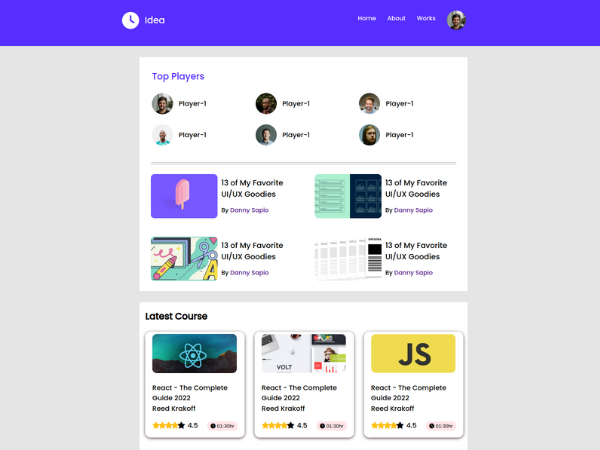 Idea
Home About Works
Top Players
Player-1 Player-1 Player-1
Player-1 Player-1 Player-1
13 of My Favorite
UI/UX Goodies
By Danny Sapio
13 of My Favorite
UI/UX Goodies
By Danny Sapio
13 of My Favorite
UI/UX Goodies
By Danny Sapio
A
13 of My Favorite
UI/UX Goodies
By Danny Sapio
Latest Course
React - The Complete
Guide 2022
Reed Krakoff
4.5 01:30hr
VOLT
React - The Complete
Guide 2022
Reed Krakoff
4.5 01:30hr
JS
React - The Complete
Guide 2022
Reed Krakoff
4.5 01:30hr